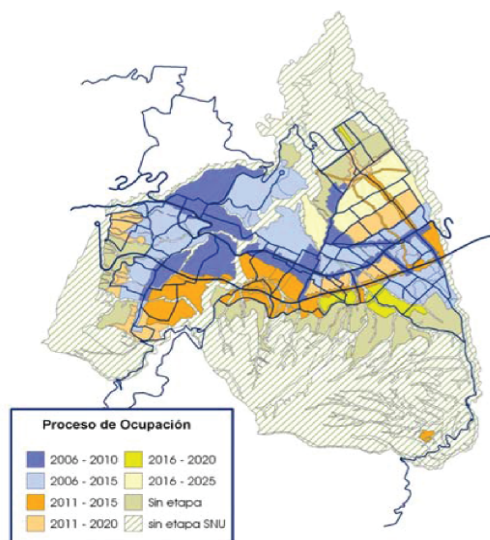 Proceso de Ocupación
2006 - 2010
2016 - 2020
2006 - 2015
2016 - 2025
2011 - 2015
Sin etapa
2011 - 2020
sin etapa SNU